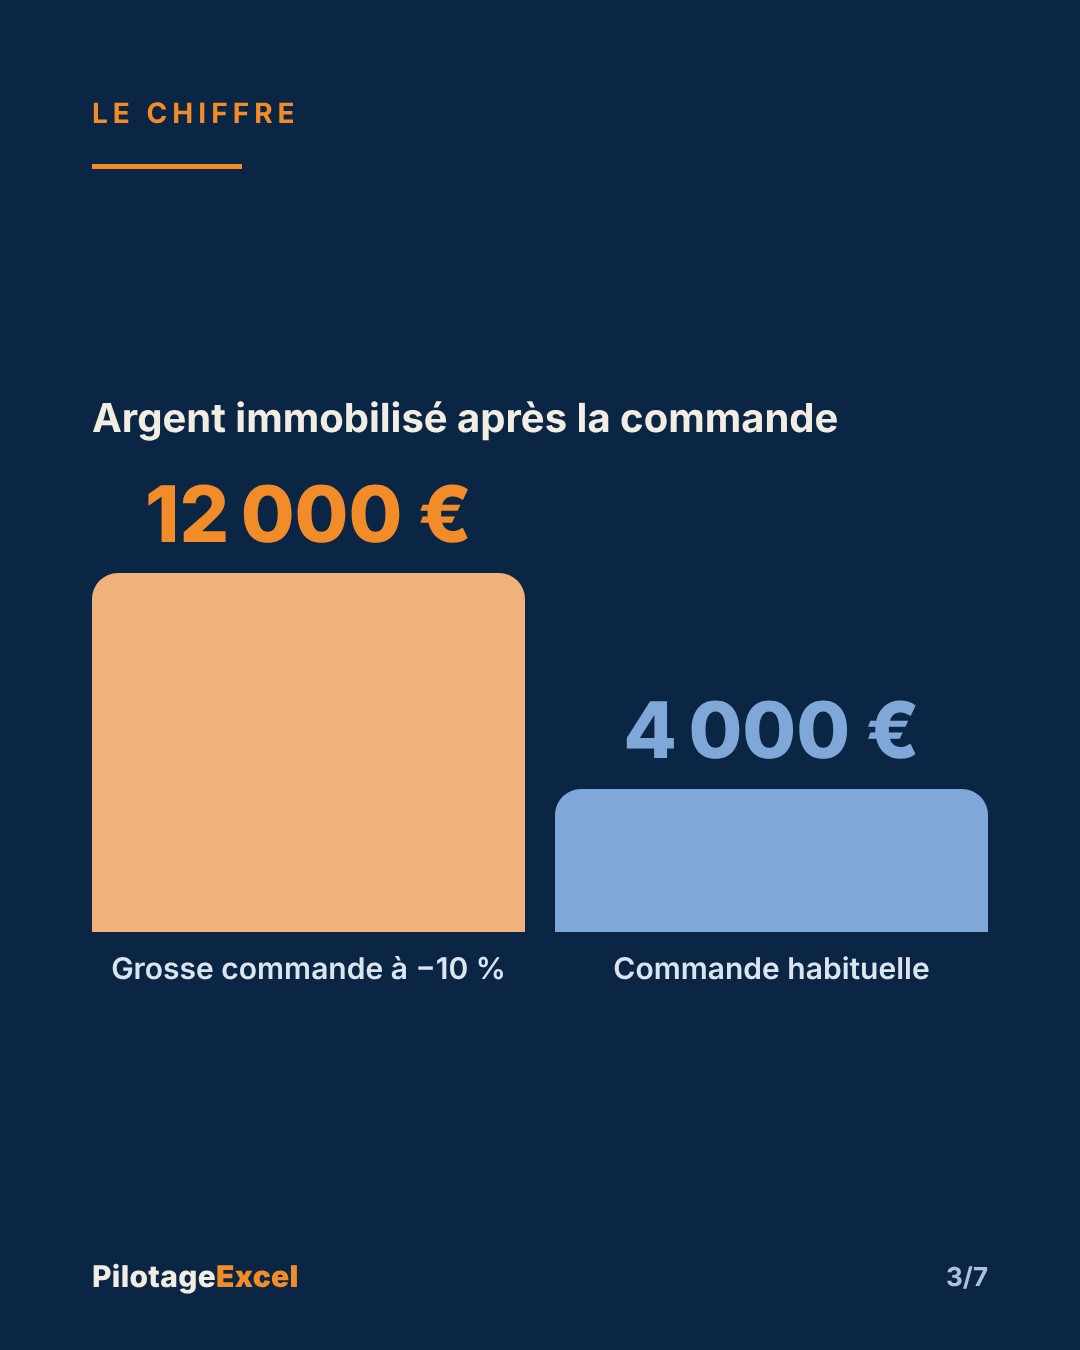 LE CHIFFRE
Argent immobilisé après la commande
12 000 €
4 000 €
Grosse commande à −10 %
Commande habituelle
PilotageExcel
3/7